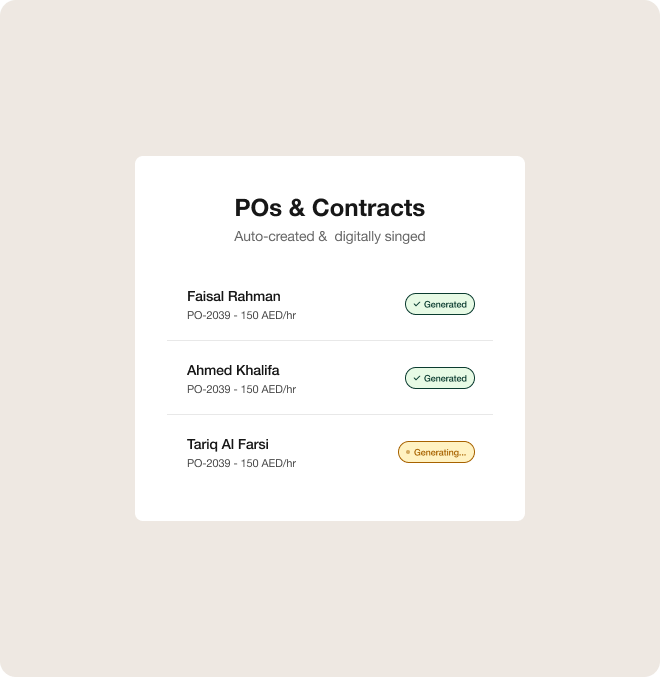 POs & Contracts
Auto-created &  digitally singed
Faisal Rahman
PO-2039 - 150 AED/hr
Generated
Ahmed Khalifa
PO-2039 - 150 AED/hr
Generated
Tariq Al Farsi
PO-2039 - 150 AED/hr
Generating...